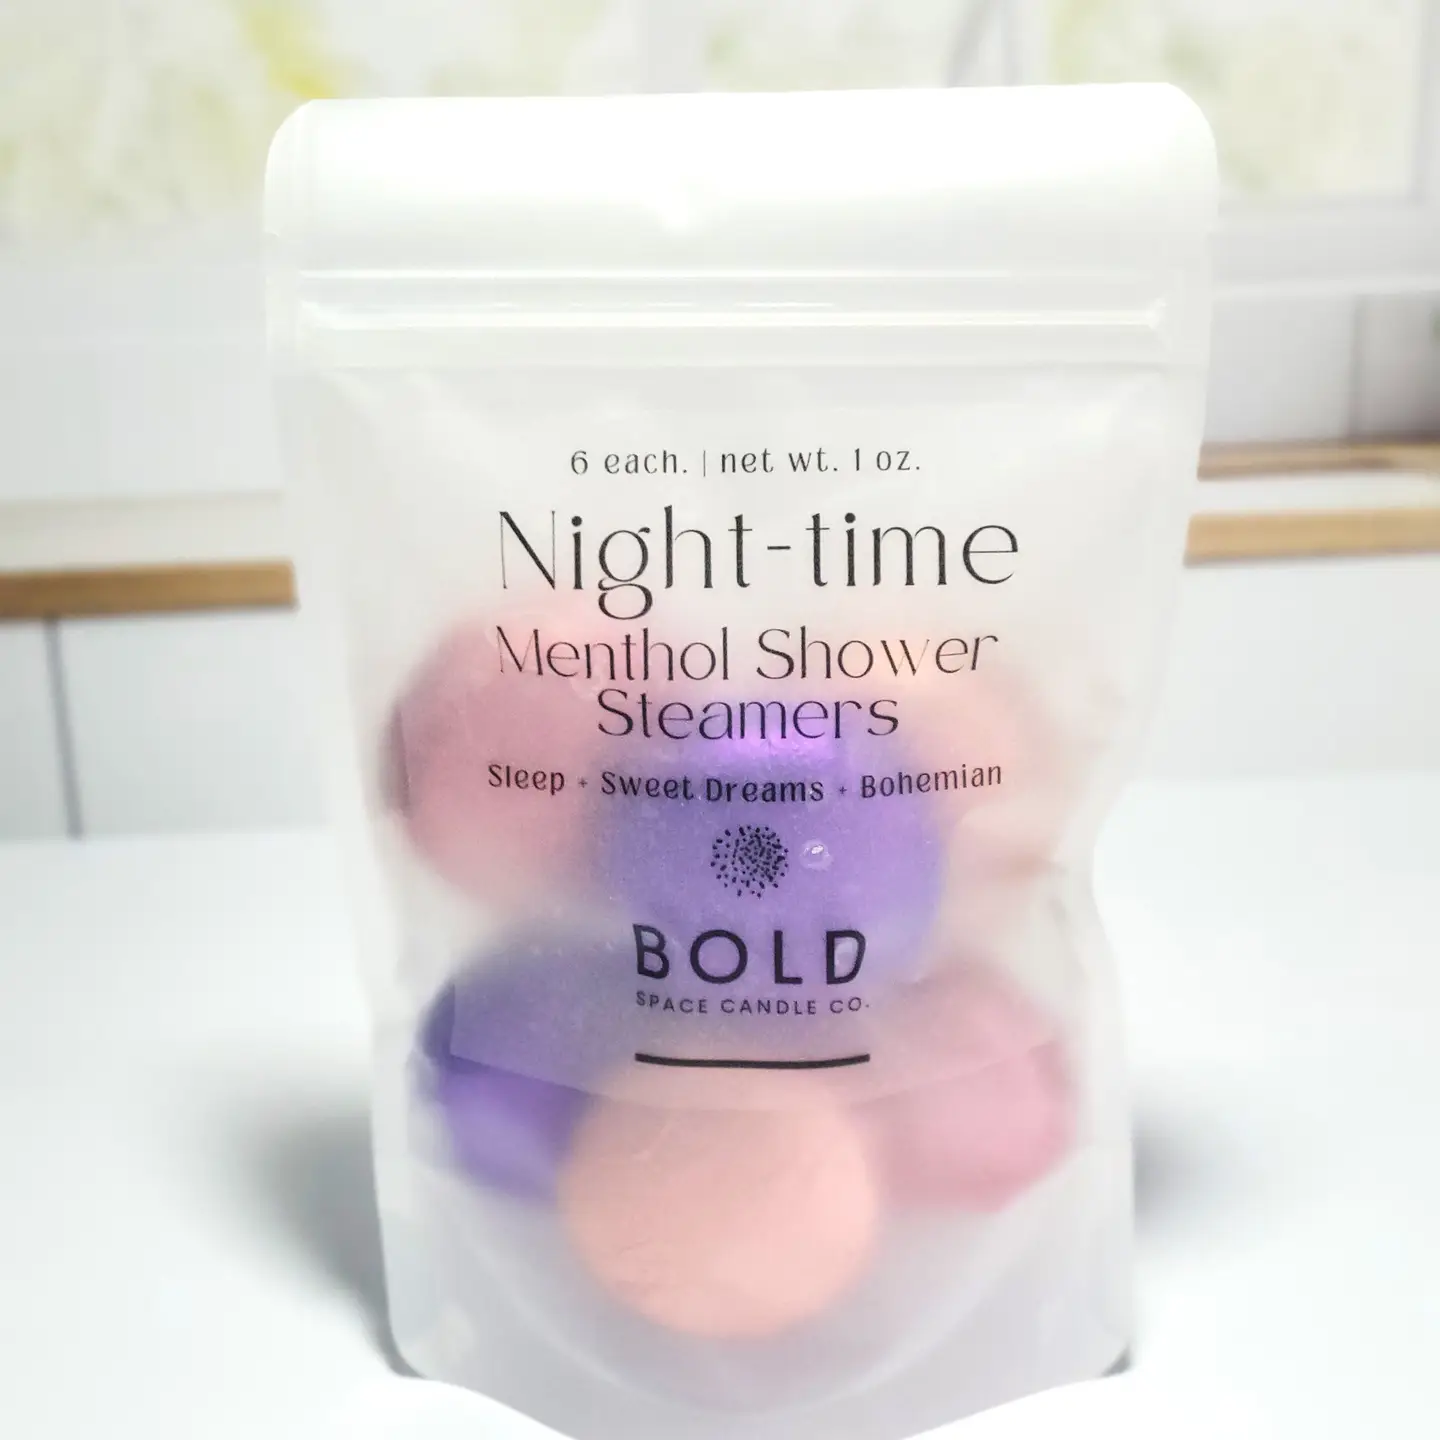 6 each. | net wt. 1 oz.
Night-time
Menthol Shower
Steamers
Sleep + Sweet Dreams + Bohemian
BOLD
SPACE CANDLE CO.